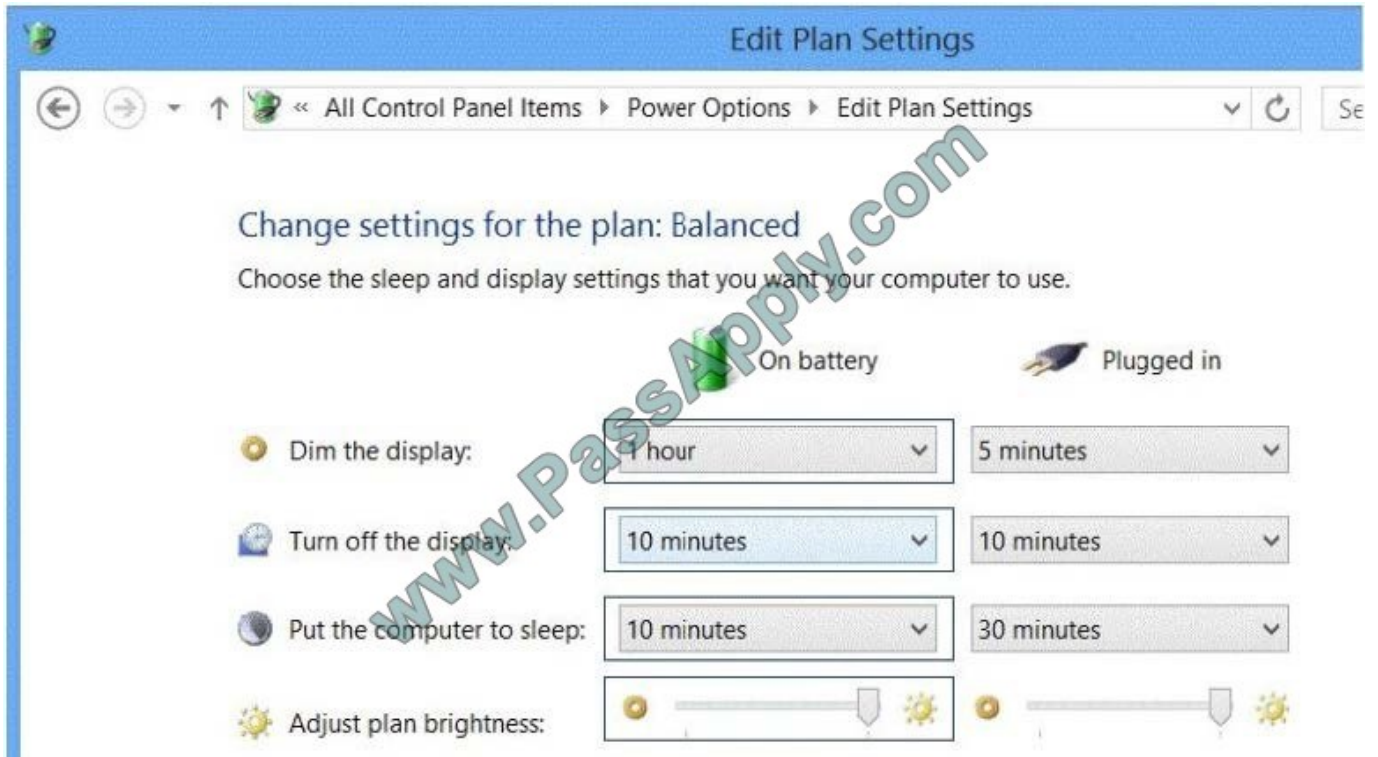 Edit Plan Settings
« All Control Panel Items ▸ Power Options ▸ Edit Plan Settings
Se
Change settings for the plan: Balanced
Choose the sleep and display settings that you want your computer to use.
On battery
Plugged in
Dim the display:
1 hour
5 minutes
Turn off the display:
10 minutes
10 minutes
Put the computer to sleep:
10 minutes
30 minutes
Adjust plan brightness:
www.PassApply.com